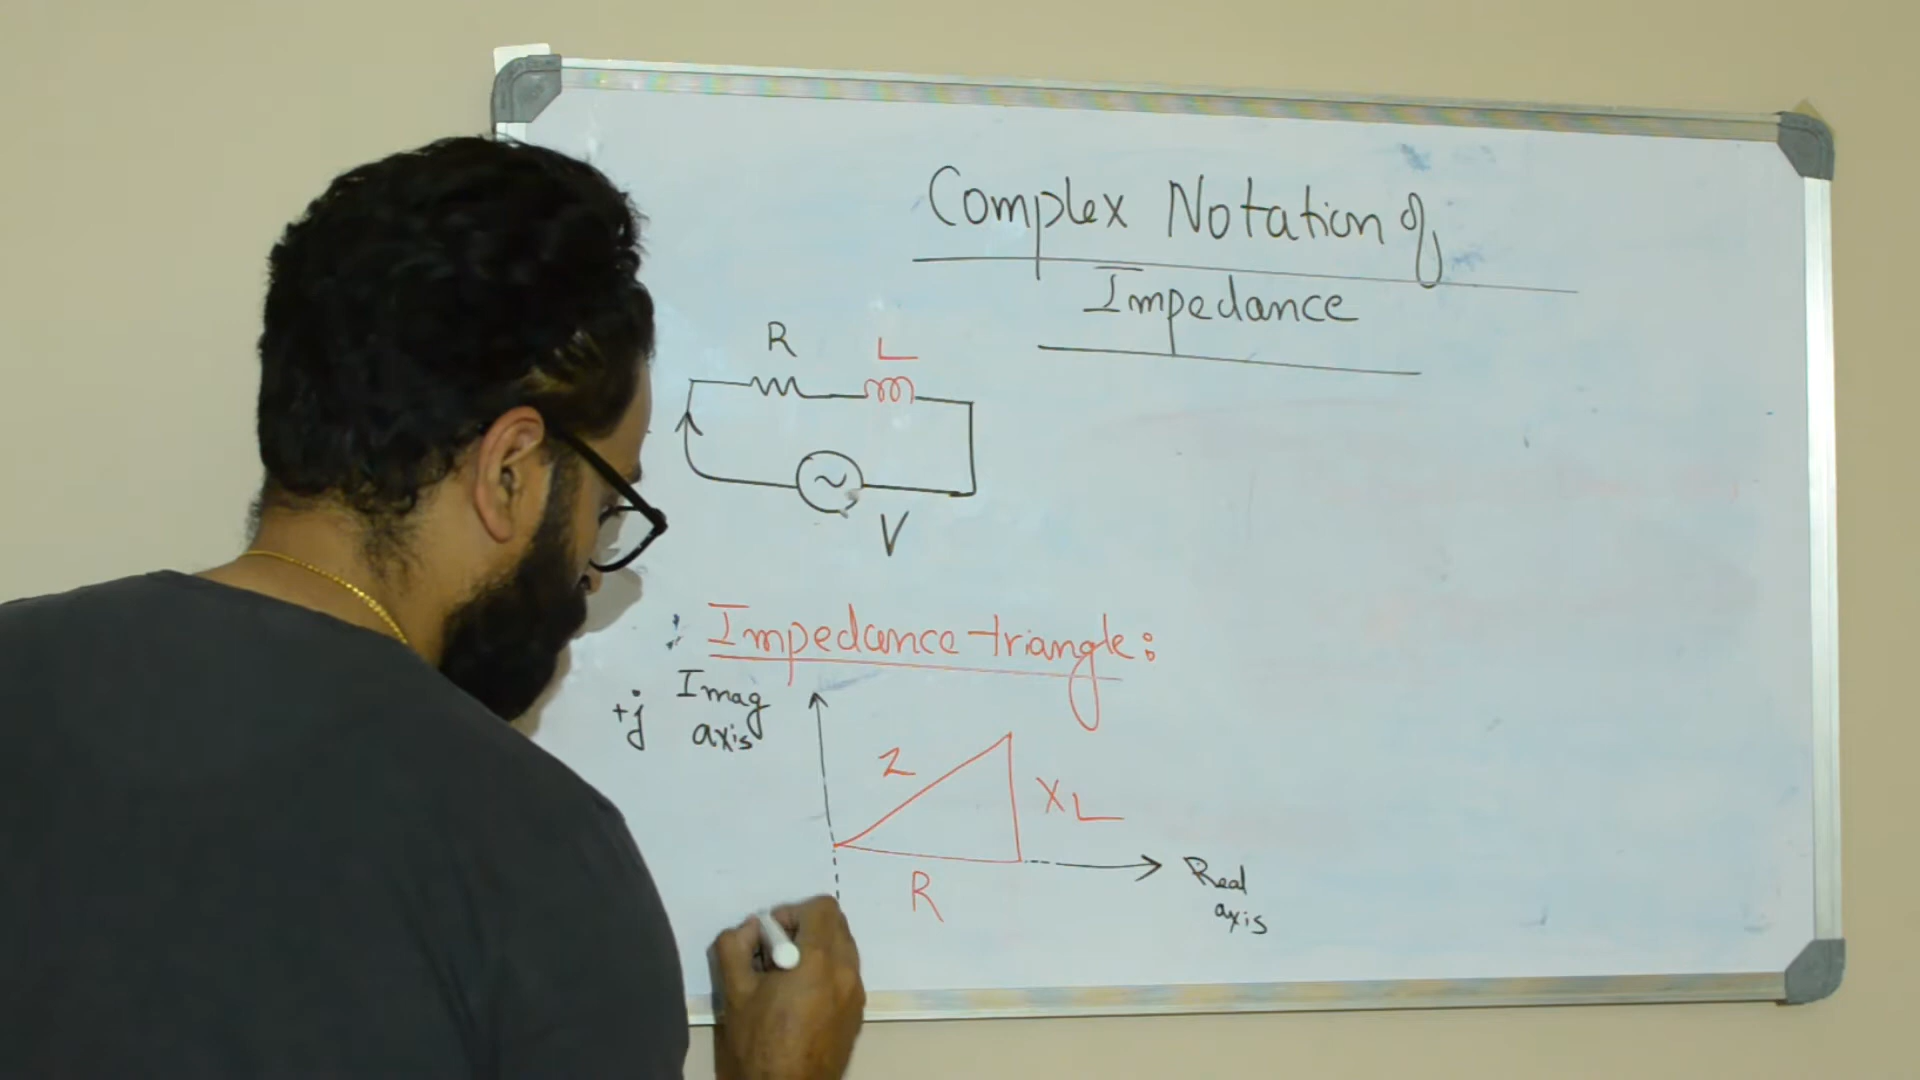 Complex Notation of
Impedance
R
L
V
: Impedance triangle:
+j Imag
axis
Z
XL
R
Real
axis